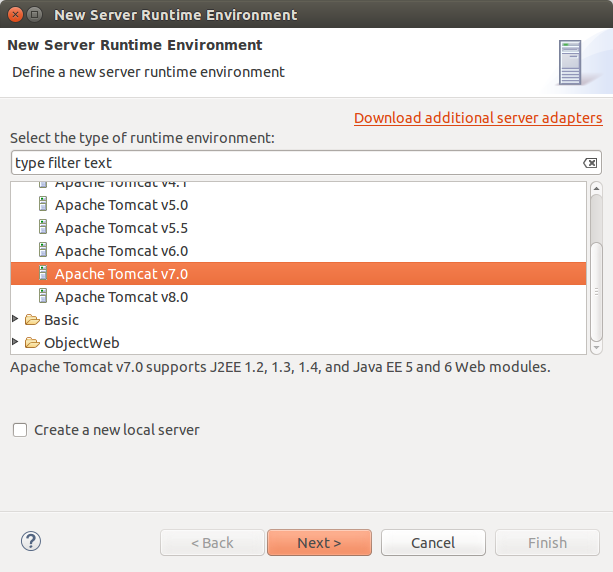 New Server Runtime Environment
New Server Runtime Environment
Define a new server runtime environment
Download additional server adapters
Select the type of runtime environment:
type filter text
Apache Tomcat v4.1
Apache Tomcat v5.0
Apache Tomcat v5.5
Apache Tomcat v6.0
Apache Tomcat v7.0
Apache Tomcat v8.0
Basic
ObjectWeb
Apache Tomcat v7.0 supports J2EE 1.2, 1.3, 1.4, and Java EE 5 and 6 Web modules.
Create a new local server
? < Back Next > Cancel Finish